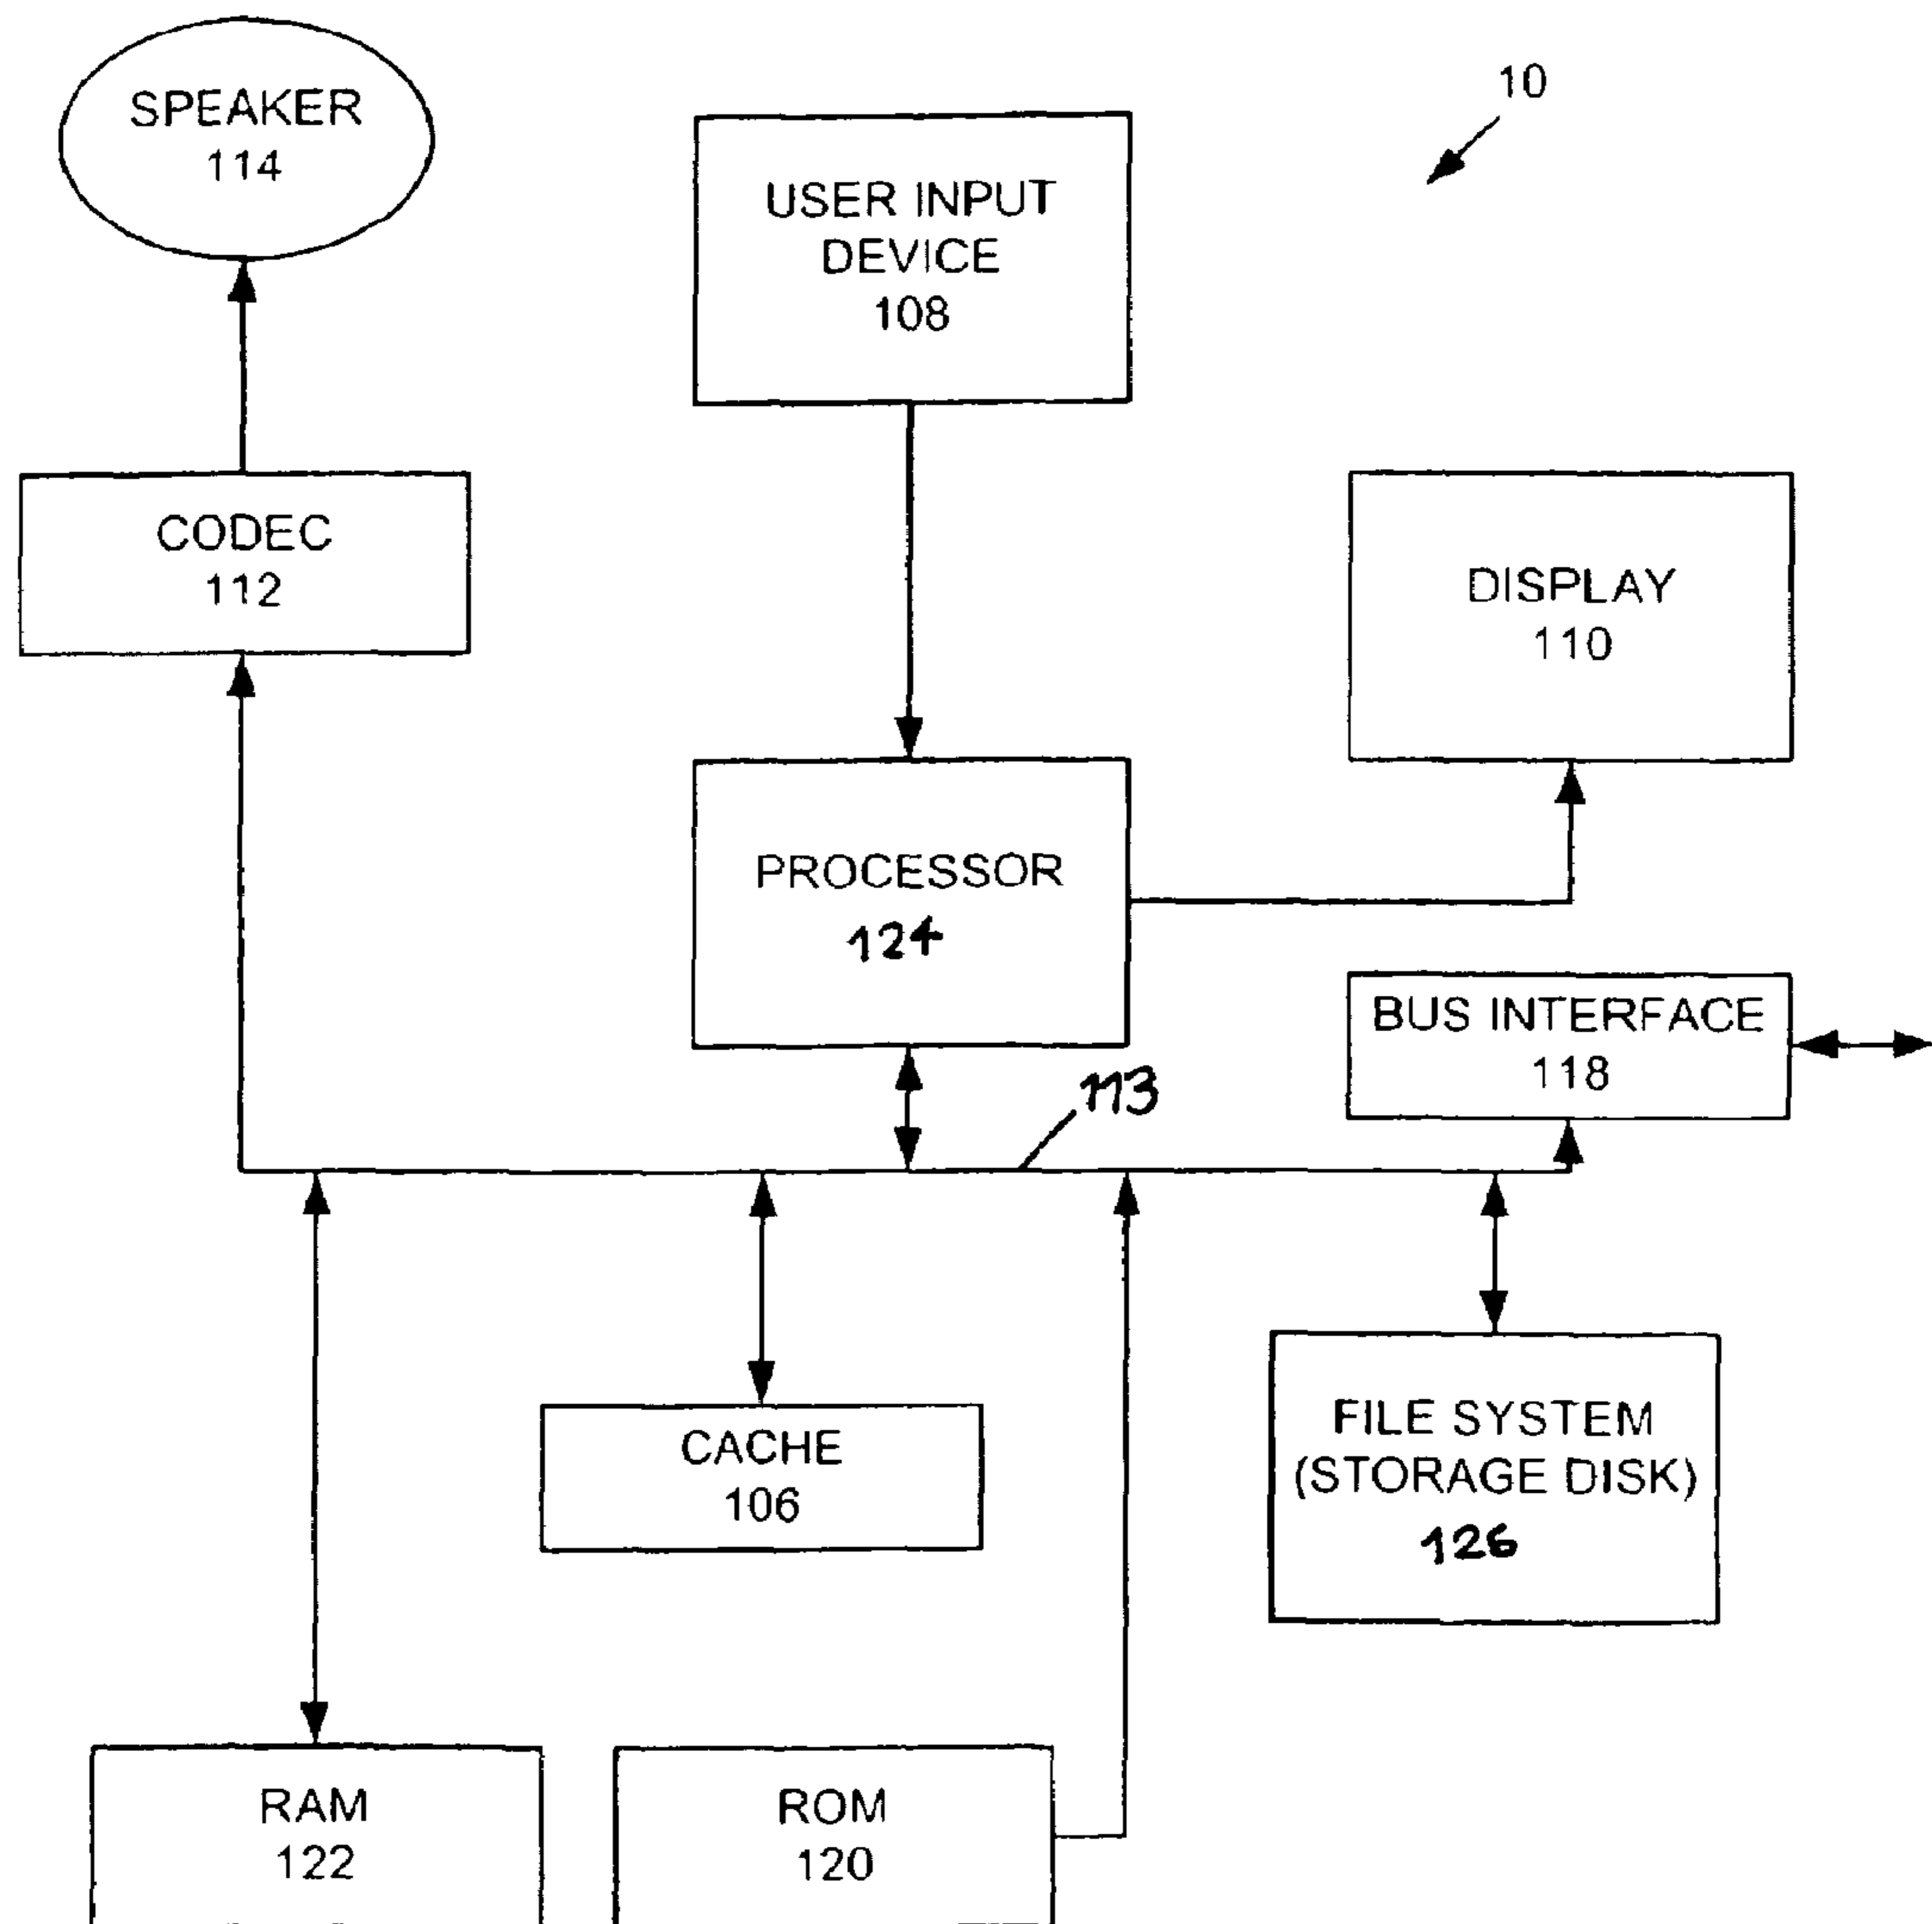 SPEAKER
114
10
USER INPUT
DEVICE
108
CODEC
112
DISPLAY
110
PROCESSOR
124
BUS INTERFACE
118
113
CACHE
106
FILE SYSTEM
(STORAGE DISK)
126
RAM
122
ROM
120